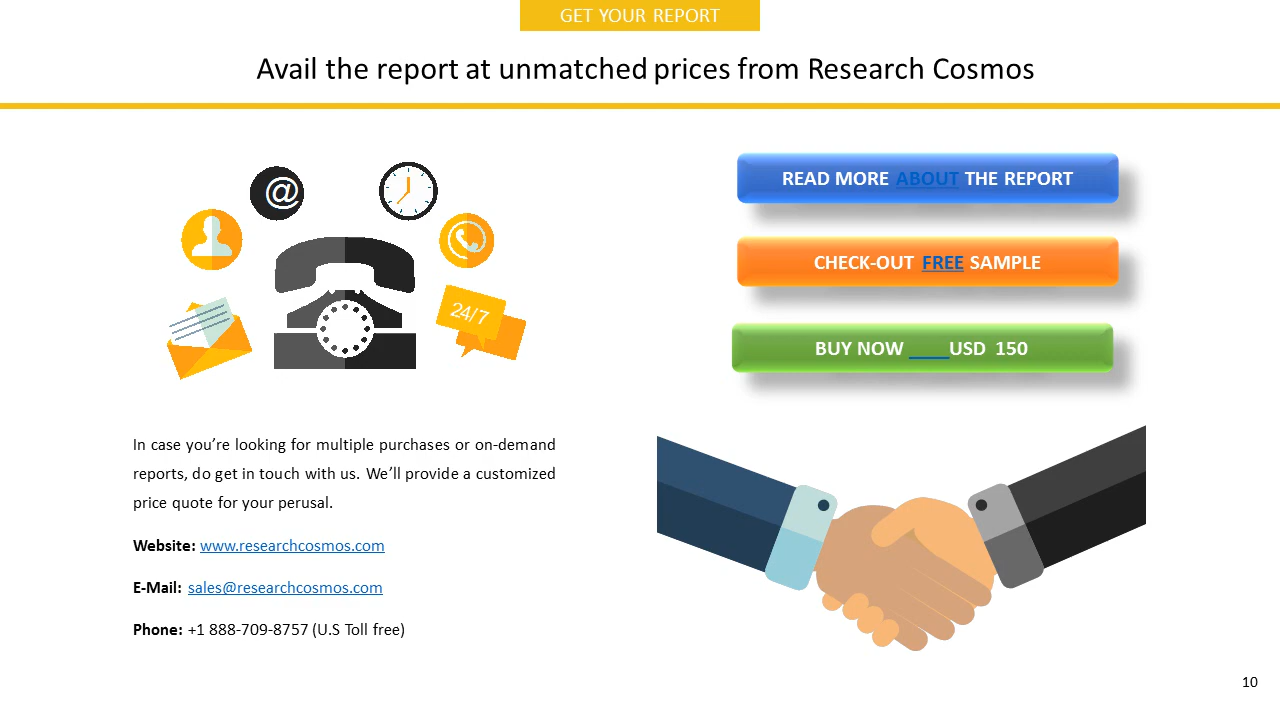 GET YOUR REPORT
Avail the report at unmatched prices from Research Cosmos
@
24/7
READ MORE ABOUT THE REPORT
CHECK-OUT FREE SAMPLE
BUY NOW ____USD 150
In case you’re looking for multiple purchases or on-demand
reports, do get in touch with us. We’ll provide a customized
price quote for your perusal.
Website: www.researchcosmos.com
E-Mail: sales@researchcosmos.com
Phone: +1 888-709-8757 (U.S Toll free)
10